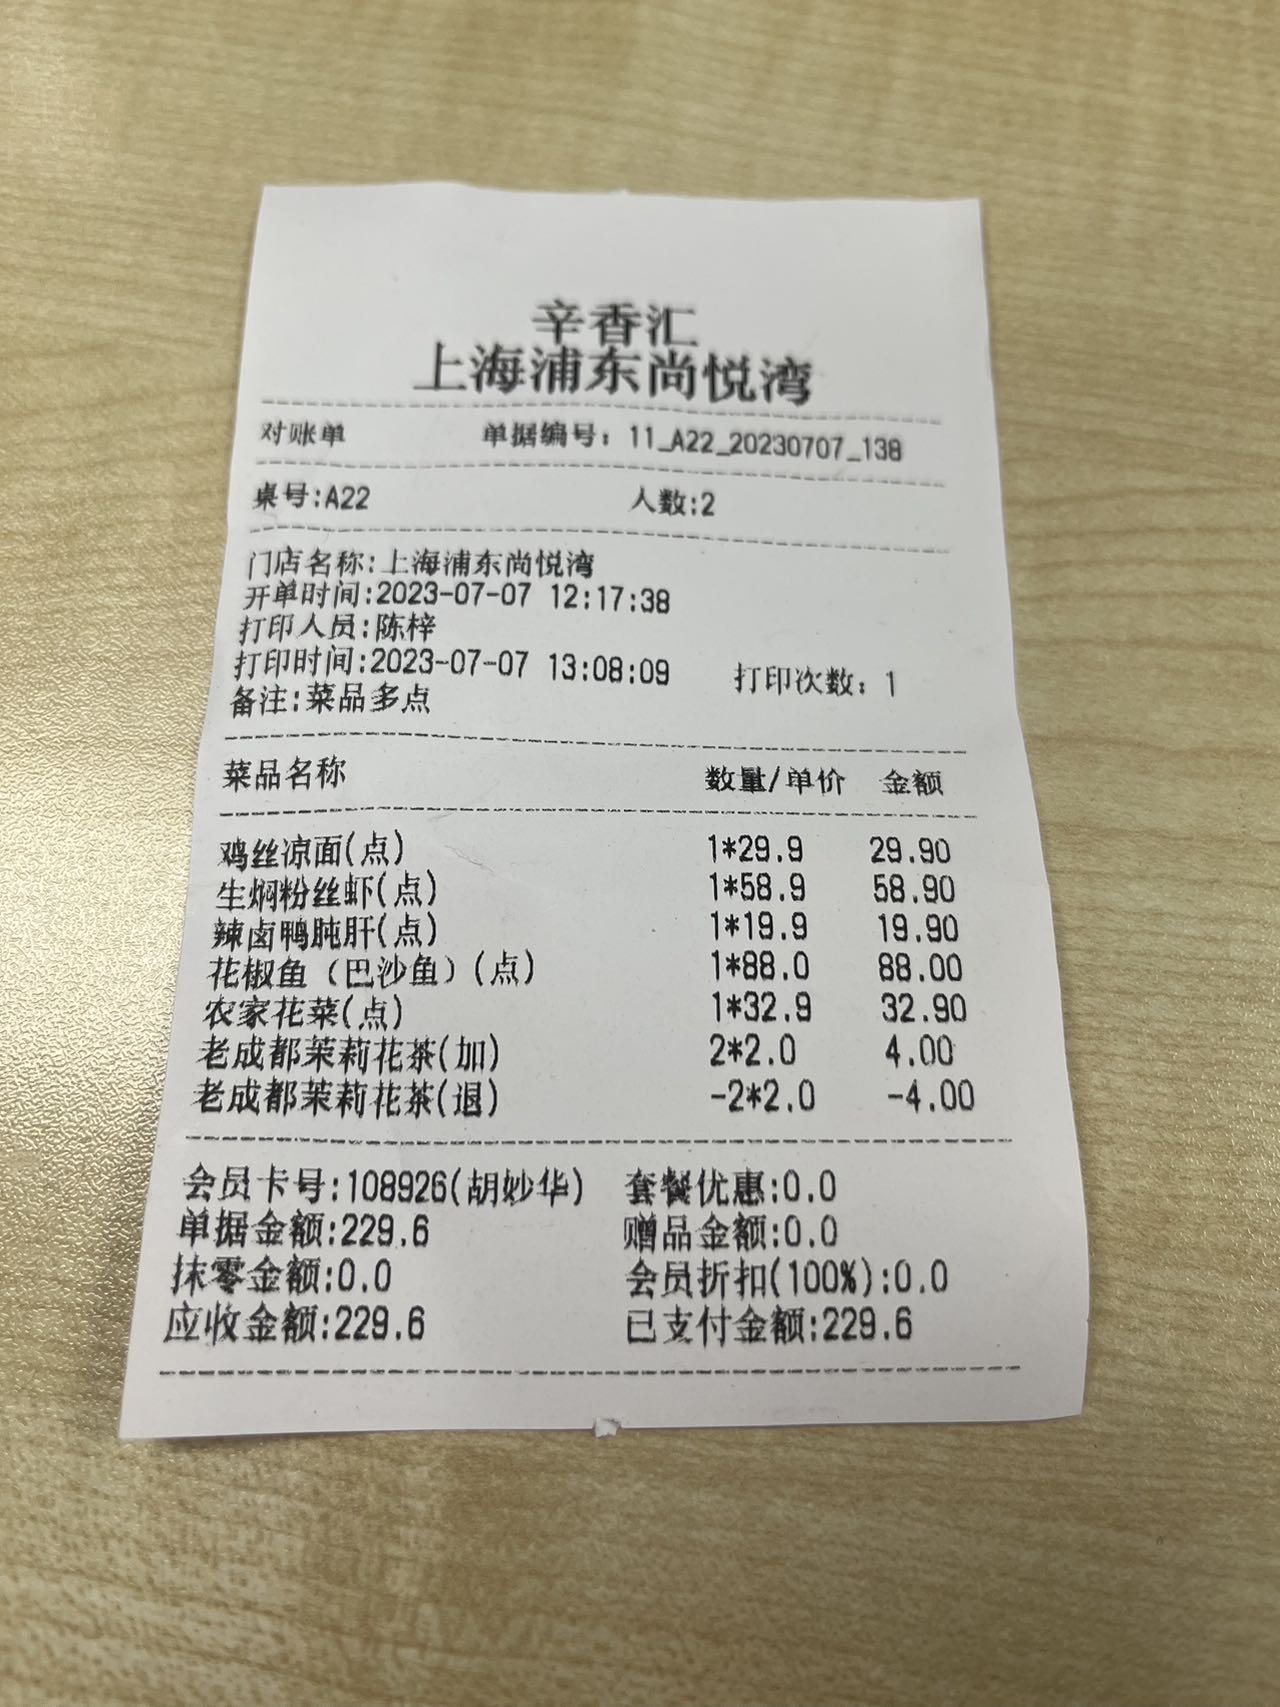 辛香汇
上海浦东尚悦湾
对账单 单据编号：11_A22_20230707_138
桌号:A22 人数:2
门店名称:上海浦东尚悦湾
开单时间:2023-07-07 12:17:38
打印人员:陈梓
打印时间:2023-07-07 13:08:09 打印次数：1
备注:菜品多点
菜品名称 数量/单价 金额
鸡丝凉面(点) 1*29.9 29.90
生焖粉丝虾(点) 1*58.9 58.90
辣卤鸭肫肝(点) 1*19.9 19.90
花椒鱼（巴沙鱼）(点) 1*88.0 88.00
农家花菜(点) 1*32.9 32.90
老成都茉莉花茶(加) 2*2.0 4.00
老成都茉莉花茶(退) -2*2.0 -4.00
会员卡号:108926(胡妙华) 套餐优惠:0.0
单据金额:229.6 赠品金额:0.0
抹零金额:0.0 会员折扣(100%):0.0
应收金额:229.6 已支付金额:229.6